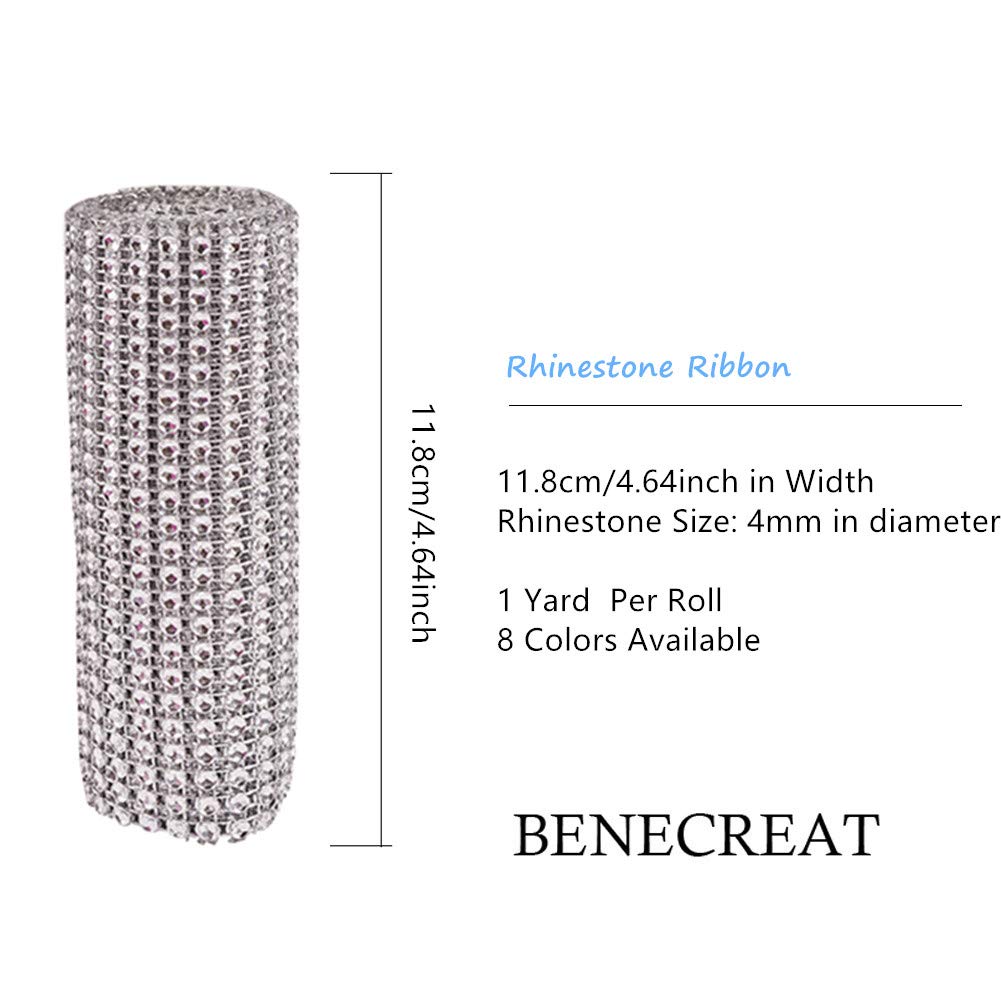 11.8cm/4.64inch
Rhinestone Ribbon
11.8cm/4.64inch in Width
Rhinestone Size: 4mm in diameter
1 Yard  Per Roll
8 Colors Available
BENECREAT